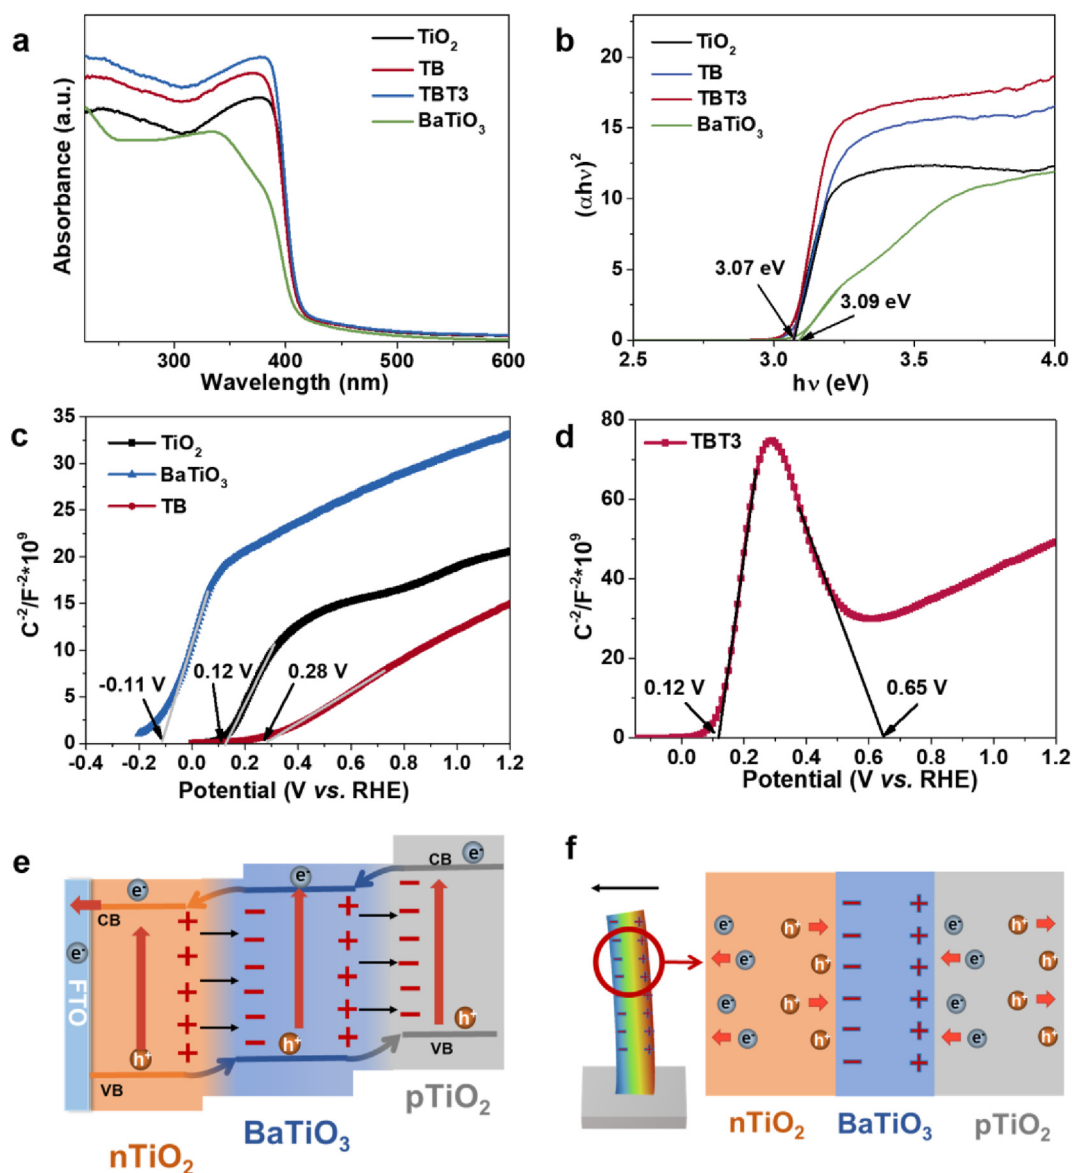 a
TiO2
TB
TBT3
BaTiO3
Absorbance (a.u.)
300
400
500
600
Wavelength (nm)
b
TiO2
TB
TBT3
BaTiO3
(αhν)2
20
15
10
5
0
3.07 eV
3.09 eV
2.5
3.0
3.5
4.0
hν (eV)
c
TiO2
BaTiO3
TB
C-2/F-2*109
35
30
25
20
15
10
5
0
-0.11 V
0.12 V
0.28 V
-0.4
-0.2
0.0
0.2
0.4
0.6
0.8
1.0
1.2
Potential (V vs. RHE)
d
TBT3
C-2/F-2*109
80
60
40
20
0
0.12 V
0.65 V
0.0
0.2
0.4
0.6
0.8
1.0
1.2
Potential (V vs. RHE)
e
CB
e-
e-
e-
CB
e-
FTO
h+
h+
h+
VB
VB
nTiO2
BaTiO3
pTiO2
f
e-
h+
e-
h+
e-
h+
e-
h+
e-
h+
e-
h+
e-
h+
e-
h+
nTiO2
BaTiO3
pTiO2